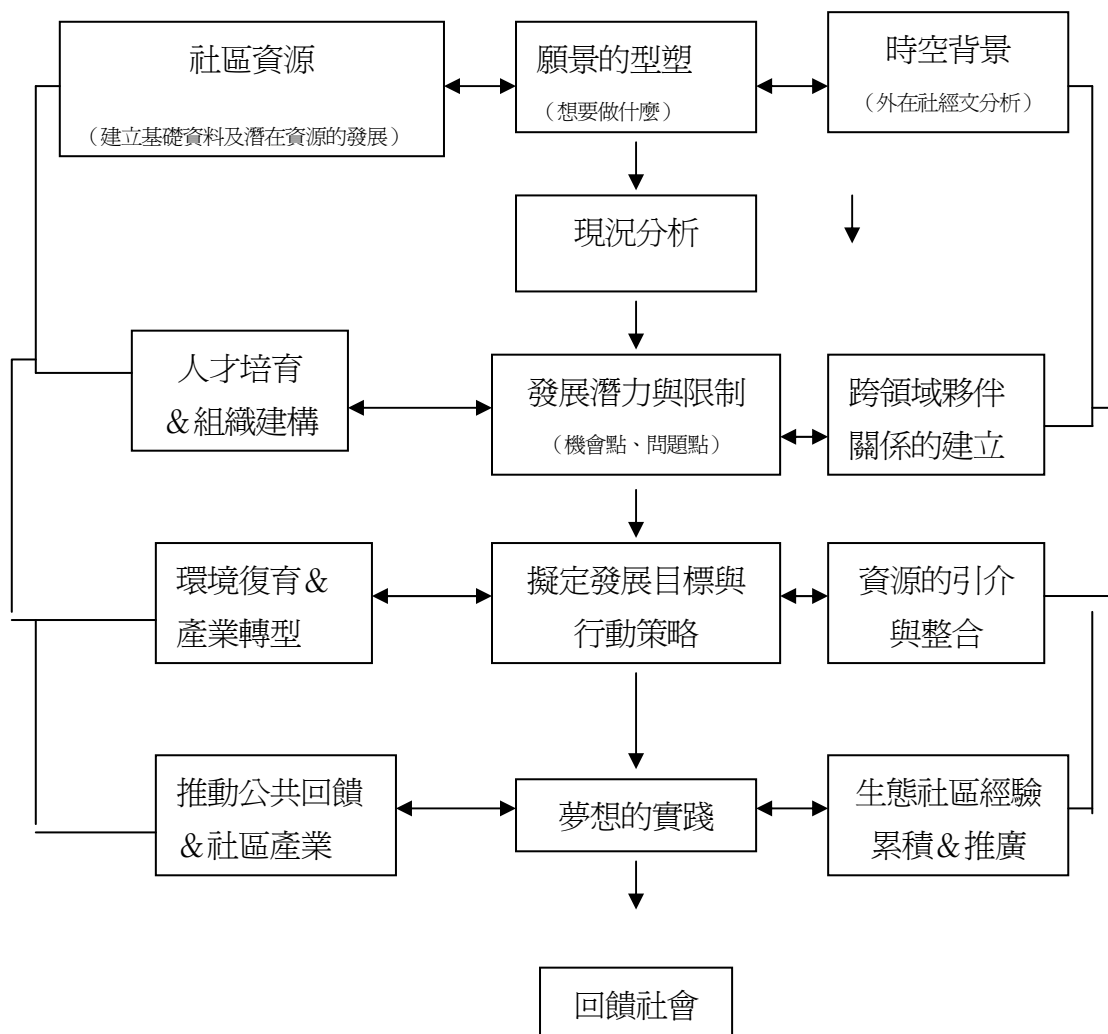 社區資源
（建立基礎資料及潛在資源的發展）
願景的型塑
（想要做什麼）
時空背景
（外在社經文分析）
現況分析
人才培育
＆組織建構
發展潛力與限制
（機會點、問題點）
跨領域夥伴
關係的建立
環境復育＆
產業轉型
擬定發展目標與
行動策略
資源的引介
與整合
推動公共回饋
＆社區產業
夢想的實踐
生態社區經驗
累積＆推廣
回饋社會